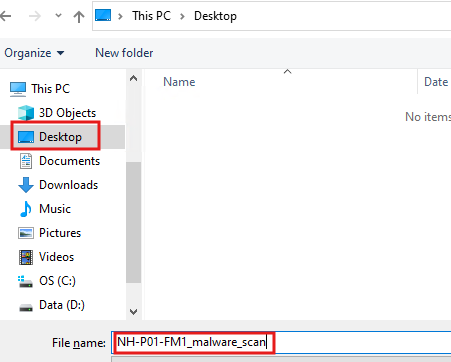 This PC > Desktop
Organize New folder
This PC
3D Objects
Desktop
Documents
Downloads
Music
Pictures
Videos
OS (C:)
Data (D:)
Name Date
No items
File name: NH-P01-FM1_malware_scan